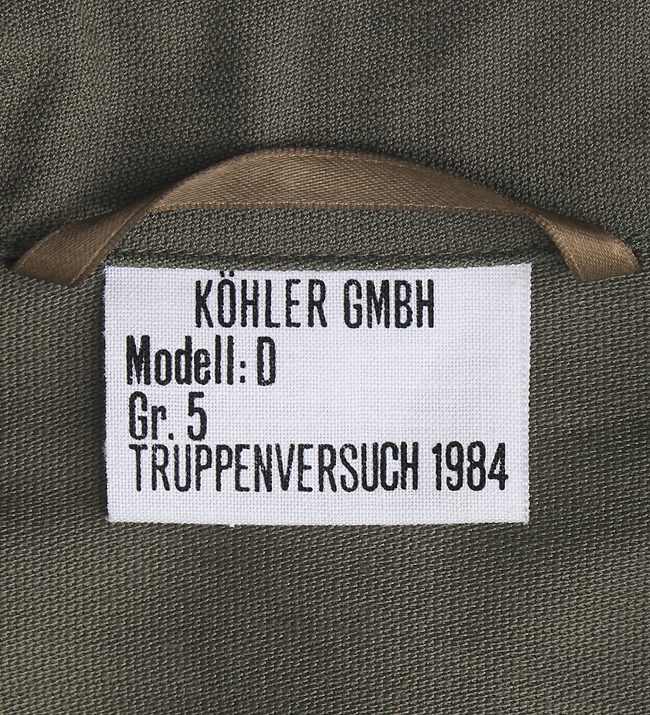 KÖHLER GMBH
Modell: D
Gr. 5
TRUPPENVERSUCH 1984